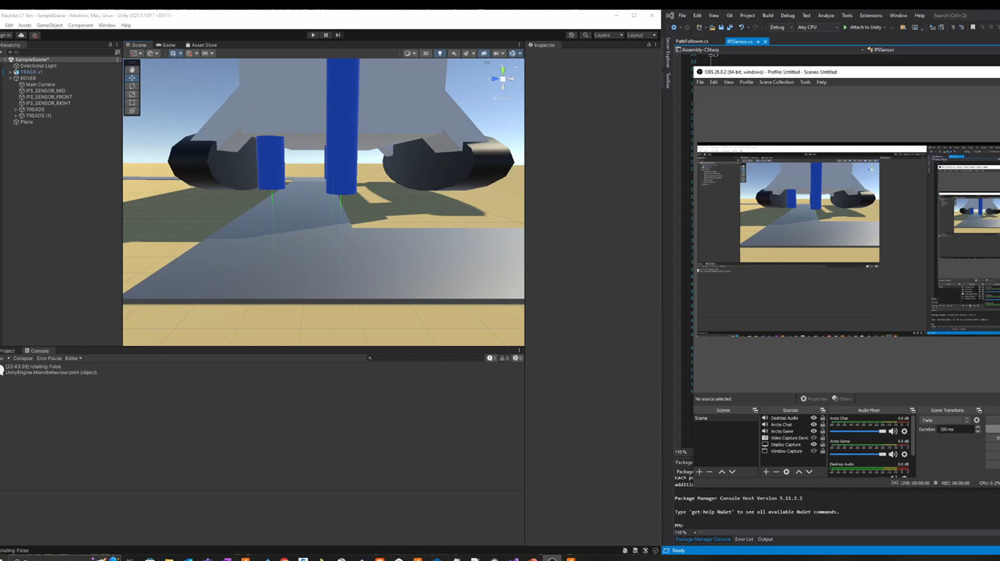 Nautilus L1 Sim - SampleScene - Windows, Mac, Linux - Unity 2021.3.12f1* <DX11>
Edit Assets GameObject Component Window Help
Layers Layout
Hierarchy
Scene Game Asset Store
Inspector
All
2D
SampleScene*
Directional Light
TRACK v1
ROVER
Main Camera
IPS_SENSOR_MID
IPS_SENSOR_FRONT
IPS_SENSOR_RIGHT
TREADS
TREADS (1)
Plane
Project Console
Collapse Error Pause Editor
1 0 0
[23:43:35] rotating: False
UnityEngine.MonoBehaviour:print (object)
rotating: False
File Edit View Git Project Build Debug Test Analyze Tools Extensions Window Help Search (Ctrl+Q)
Debug Any CPU Attach to Unity
PathFollower.cs IPSSensor.cs
Assembly-CSharp IPSSensor
Server Explorer
Toolbox
12
OBS 26.0.2 (64-bit, windows) - Profile: Untitled - Scenes: Untitled
File Edit View Profile Scene Collection Tools Help
No source selected Properties Filters
Scenes Sources Audio Mixer Scene Transitions
Scene
Desktop Audio
Arctis Chat
Arctis Game
Video Capture Devi
Display Capture
Window Capture
Arctis Chat 0.0 dB
Arctis Game 0.0 dB
Desktop Audio 0.0 dB
Fade
Duration 300 ms
LIVE: 00:00:00 REC: 00:00:00 CPU: 0.2%
110 %
Package
Package
Each p
additio
Package Manager Console Host Version 5.11.2.2
Type 'get-help NuGet' to see all available NuGet commands.
PM>
110 %
Package Manager Console Error List Output
Ready